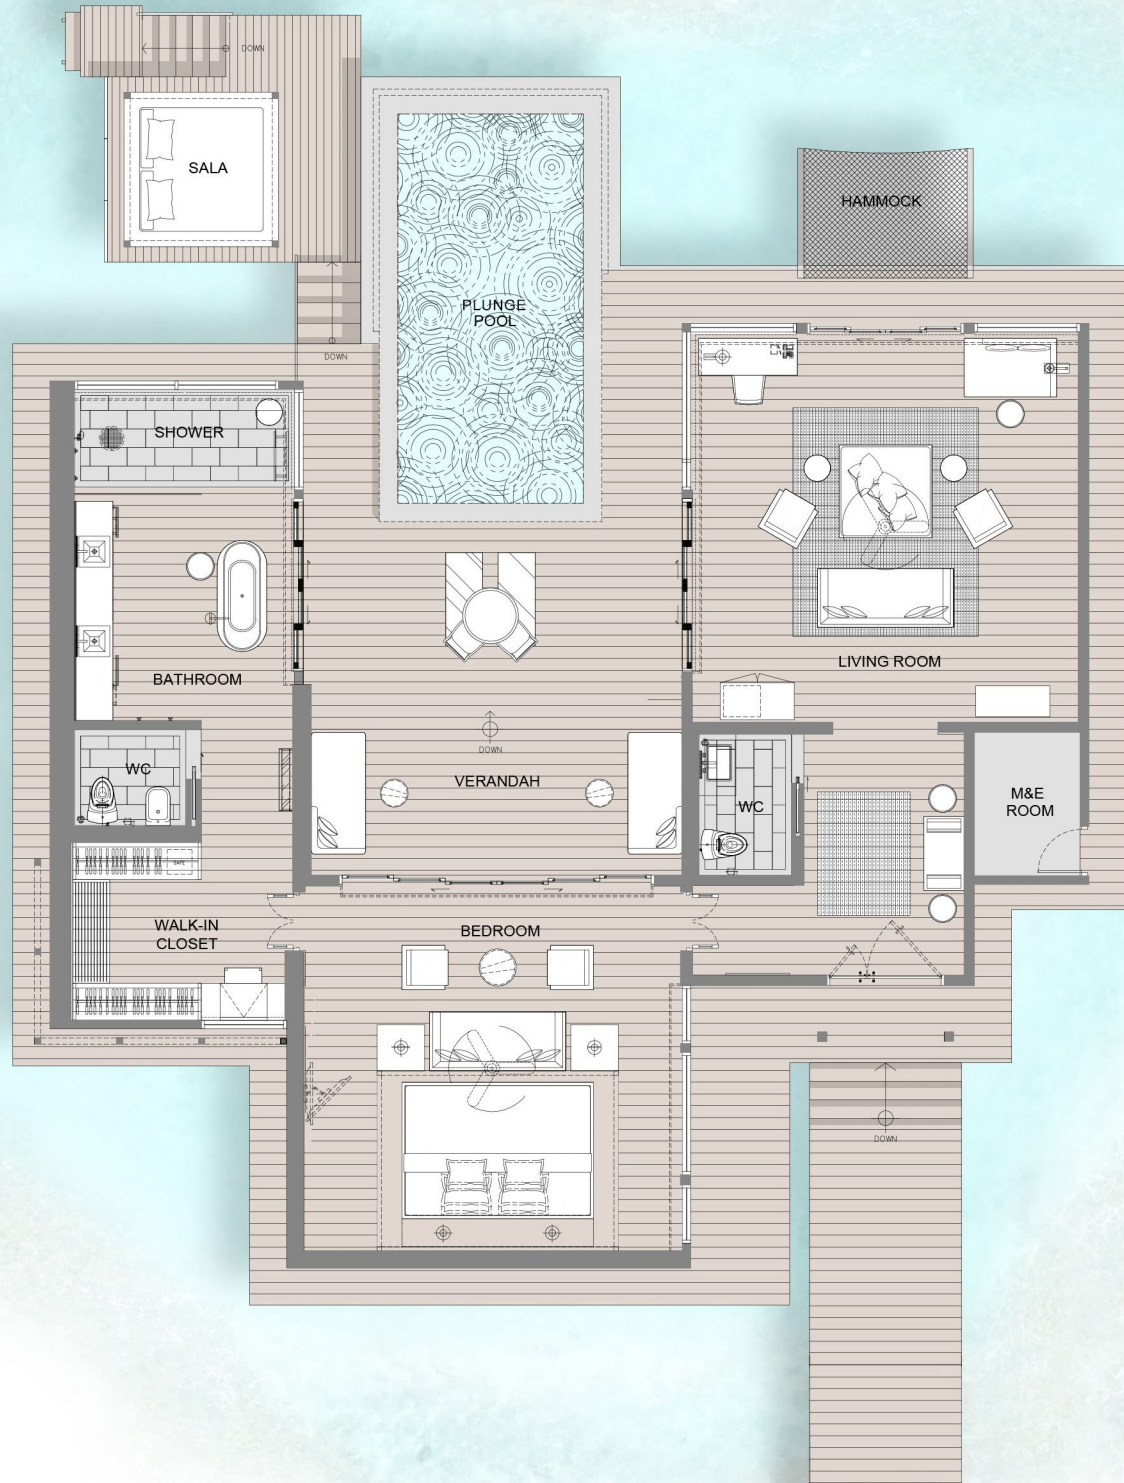 DOWN
SALA
HAMMOCK
PLUNGE
POOL
DOWN
SHOWER
LIVING ROOM
BATHROOM
DOWN
WC
VERANDAH
M&E
ROOM
WC
SAFE
WALK-IN
CLOSET
BEDROOM
DOWN